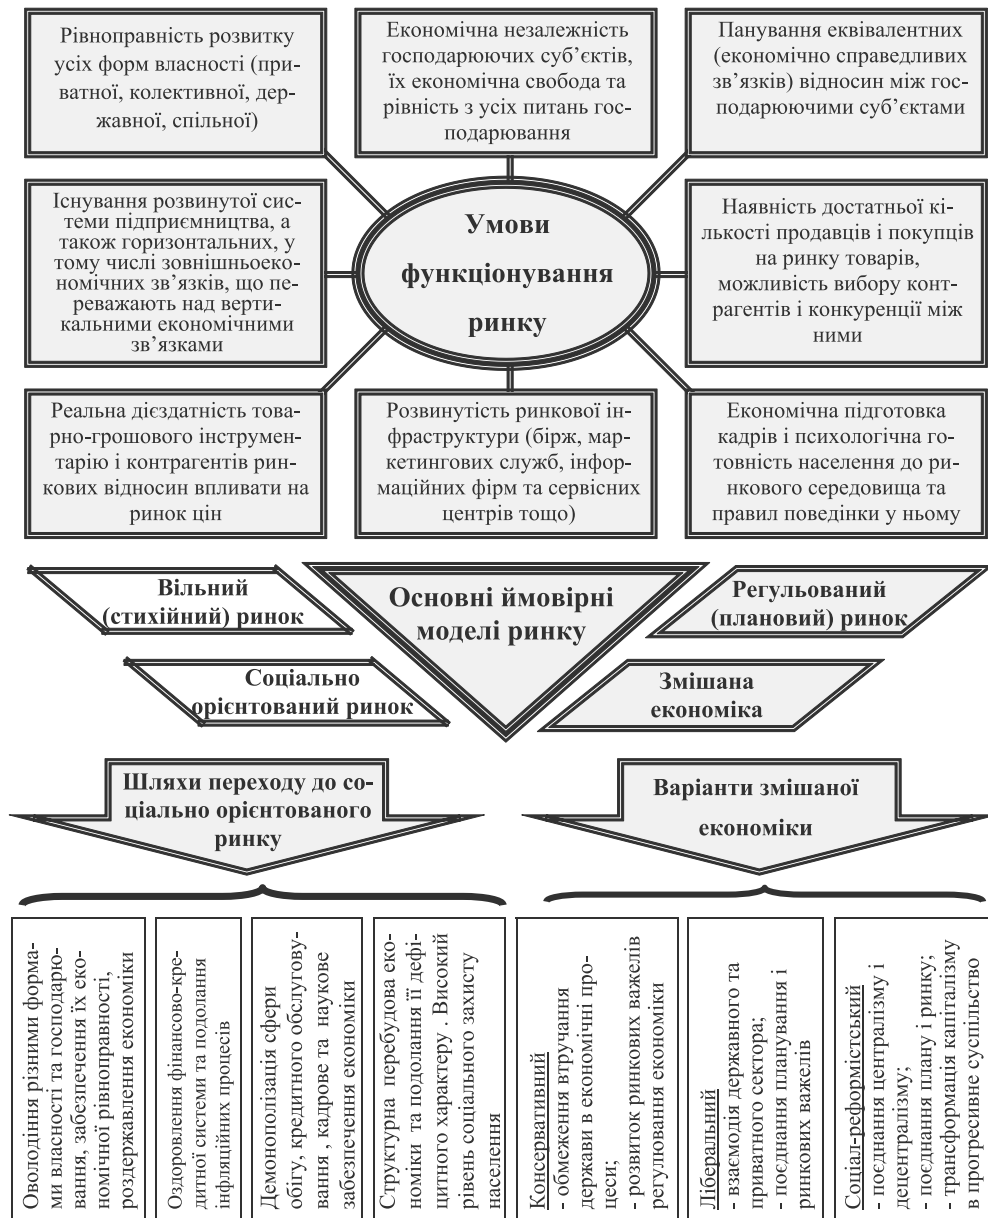 Рівноправність розвитку
усіх форм власності (при-
ватної, колективної, дер-
жавної, спільної)
Економічна незалежність
господарюючих суб’єктів,
їх економічна свобода та
рівність з усіх питань гос-
подарювання
Панування еквівалентних
(економічно справедливих
зв’язків) відносин між гос-
подарюючими суб’єктами
Існування розвинутої сис-
теми підприємництва, а
також горизонтальних, у
тому числі зовнішньоеко-
номічних зв’язків, що пе-
реважають над верти-
кальними економічними
зв’язками
Умови
функціонування
ринку
Наявність достатньої кі-
лькості продавців і покупців
на ринку товарів,
можливість вибору конт-
рагентів і конкуренції між
ними
Реальна дієздатність това-
рно-грошового інструмен-
тарію і контрагентів рин-
кових відносин впливати на
ринок цін
Розвинутість ринкової ін-
фраструктури (бірж, мар-
кетингових служб, інфор-
маційних фірм та сервісних
центрів тощо)
Економічна підготовка
кадрів і психологічна го-
товність населення до ри-
нкового середовища та
правил поведінки у ньому
Вільний
(стихійний) ринок
Основні ймовірні
моделі ринку
Регульований
(плановий) ринок
Соціально
орієнтований ринок
Змішана
економіка
Шляхи переходу до со-
ціально орієнтованого
ринку
Варіанти змішаної
економіки
Оволодіння різними форма-
ми власності та господарю-
вання, забезпечення їх еко-
номічної рівноправності,
роздержавлення економіки
Оздоровлення фінансово-кре-
дитної системи та подолання
інфляційних процесів
Демонополізація сфери
обігу, кредитного обслугову-
вання , кадрове та  наукове
забезпечення економіки
Структурна  перебудова еко-
номіки  та  подолання її дефі-
цитного характеру . Високий
рівень соціального захисту
населення
Консервативний
- обмеження втручання
держави в економічні про-
цеси;
- розвиток ринкових важелів
регулювання економіки
Ліберальний
- взаємодія державного та
приватного сектора;
- поєднання планування і
ринкових важелів
Соціал-реформістський
- поєднання централізму і
децентралізму;
- поєднання плану і ринку;
- трансформація капіталізму
в прогресивне суспільство